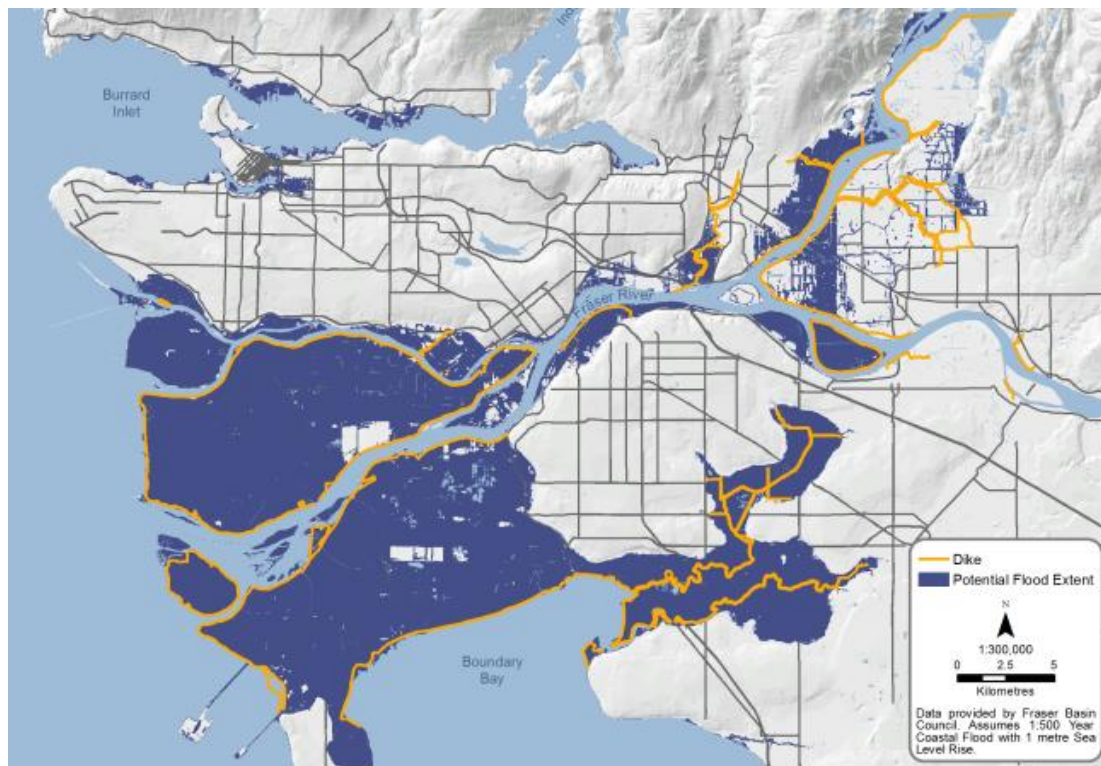 Burrard
Inlet
Fraser River
Boundary
Bay
Dike
Potential Flood Extent
N
1:300,000
0 2.5 5
Kilometres
Data provided by Fraser Basin
Council. Assumes 1:500 Year
Coastal Flood with 1 metre Sea
Level Rise.